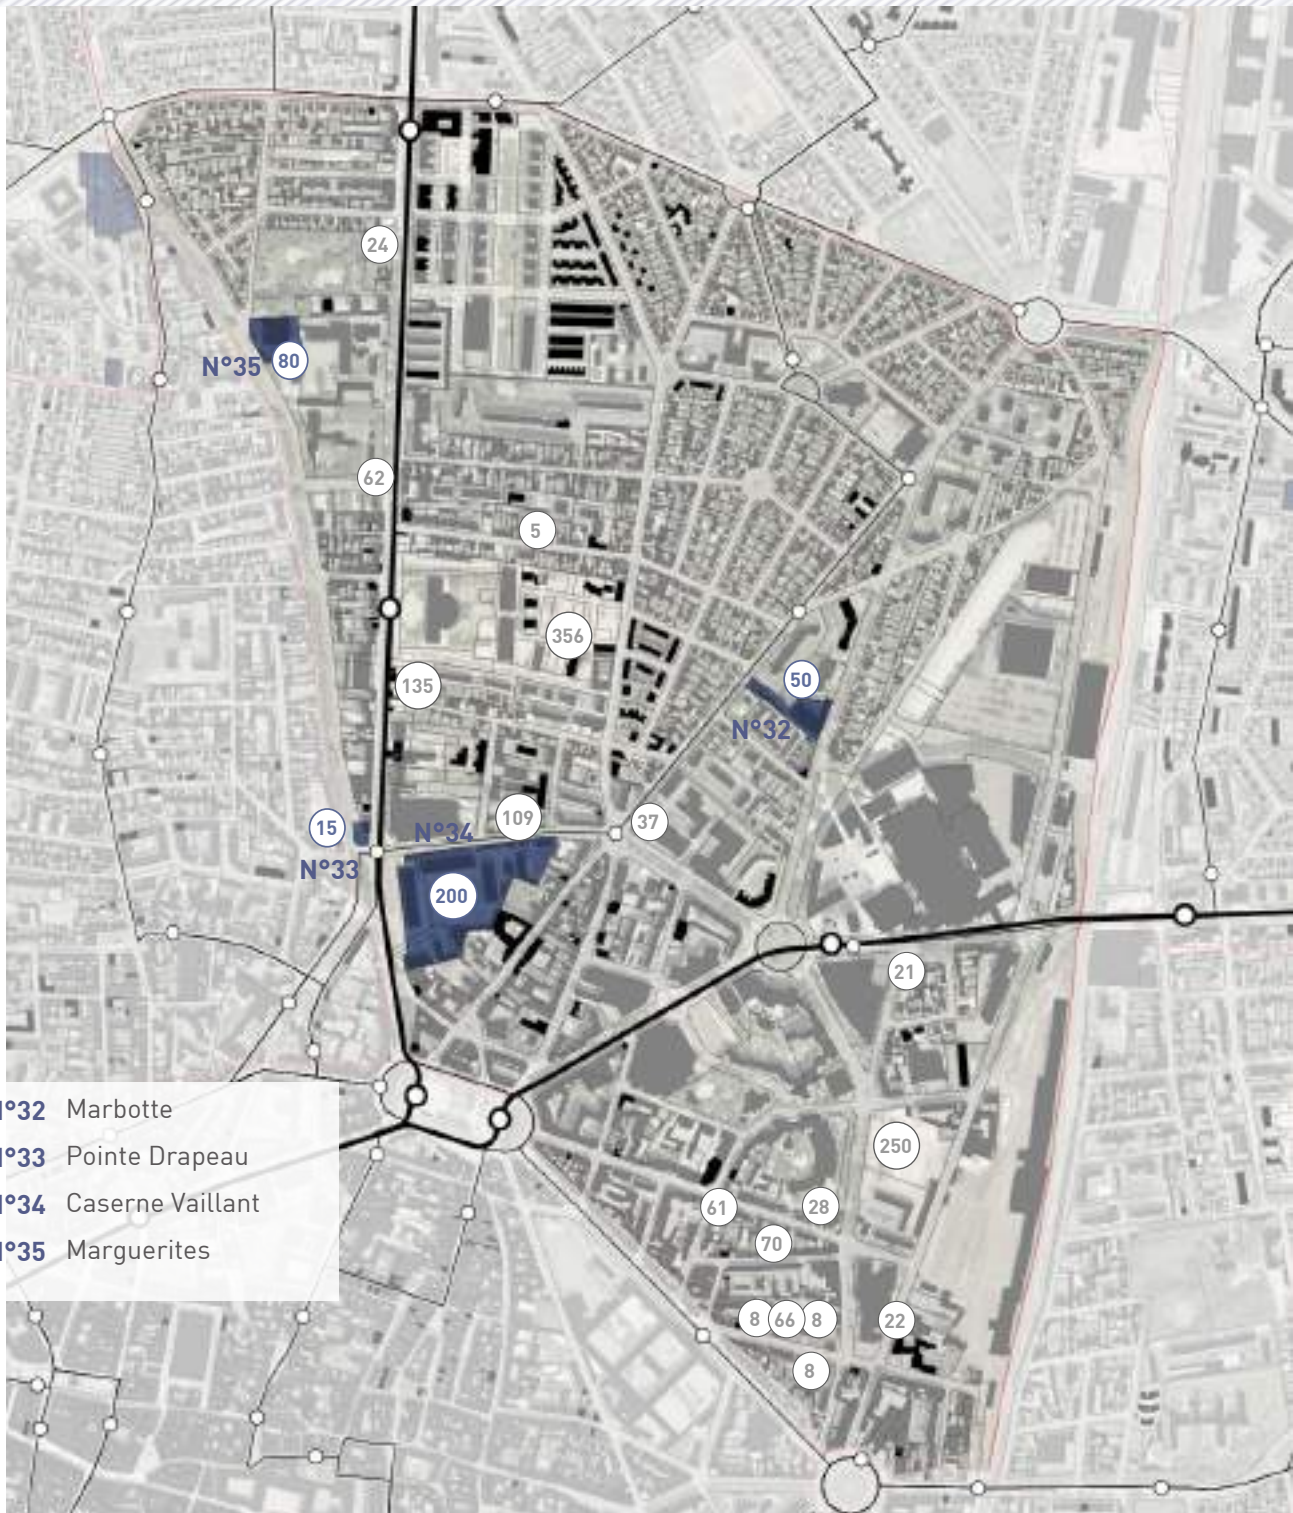 24
N°35 80
62
5
356
135
50
N°32
109
37
15
N°34
N°33
200
21
250
61
28
70
8 66 8
22
8
N°32 Marbotte
N°33 Pointe Drapeau
N°34 Caserne Vaillant
N°35 Marguerites